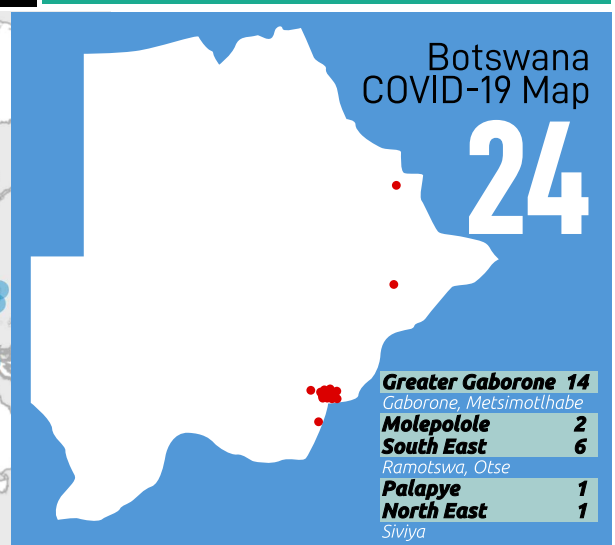 Botswana
COVID-19 Map
24
Greater Gaborone 14
Gaborone, Metsimotlhabe
Molepolole 2
South East 6
Ramotswa, Otse
Palapye 1
North East 1
Siviya